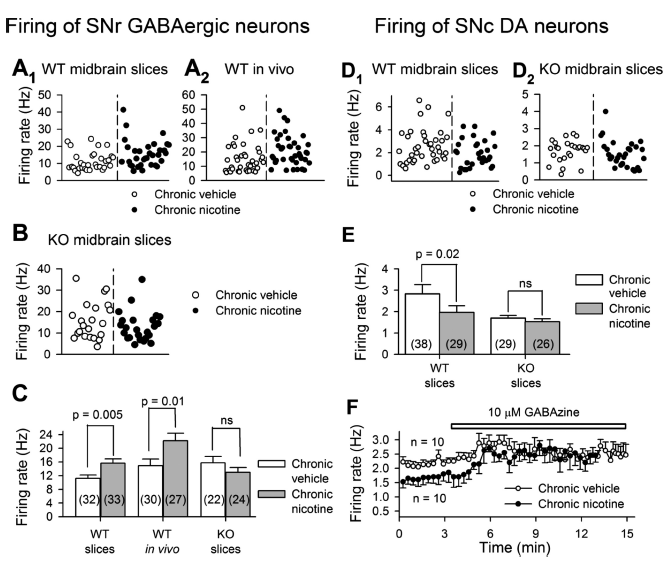 Firing of SNr GABAergic neurons
Firing of SNc DA neurons
A1 WT midbrain slices
A2 WT in vivo
Firing rate (Hz)
50
40
30
20
10
0
60
50
40
30
20
10
0
Chronic vehicle
Chronic nicotine
D1 WT midbrain slices
D2 KO midbrain slices
Firing rate (Hz)
6
4
2
0
5
4
3
2
1
0
Chronic vehicle
Chronic nicotine
B KO midbrain slices
Firing rate (Hz)
40
30
20
10
0
Chronic vehicle
Chronic nicotine
E
Firing rate (Hz)
4
3
2
1
0
p = 0.02
ns
(38) (29) (29) (26)
WT slices
KO slices
Chronic vehicle
Chronic nicotine
C
Firing rate (Hz)
24
20
16
12
8
4
0
p = 0.005
p = 0.01
ns
(32) (33) (30) (27) (22) (24)
WT slices
WT in vivo
KO slices
Chronic vehicle
Chronic nicotine
F
10 μM GABAzine
Firing rate (Hz)
3.0
2.5
2.0
1.5
1.0
0.5
n = 10
n = 10
Chronic vehicle
Chronic nicotine
0 3 6 9 12 15
Time (min)